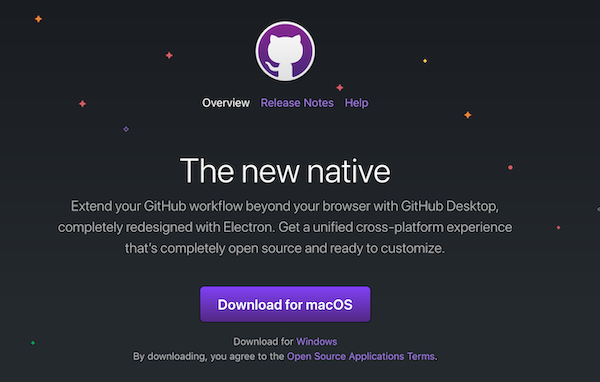 Overview Release Notes Help
The new native
Extend your GitHub workflow beyond your browser with GitHub Desktop,
completely redesigned with Electron. Get a unified cross-platform experience
that's completely open source and ready to customize.
Download for macOS
Download for Windows
By downloading, you agree to the Open Source Applications Terms.